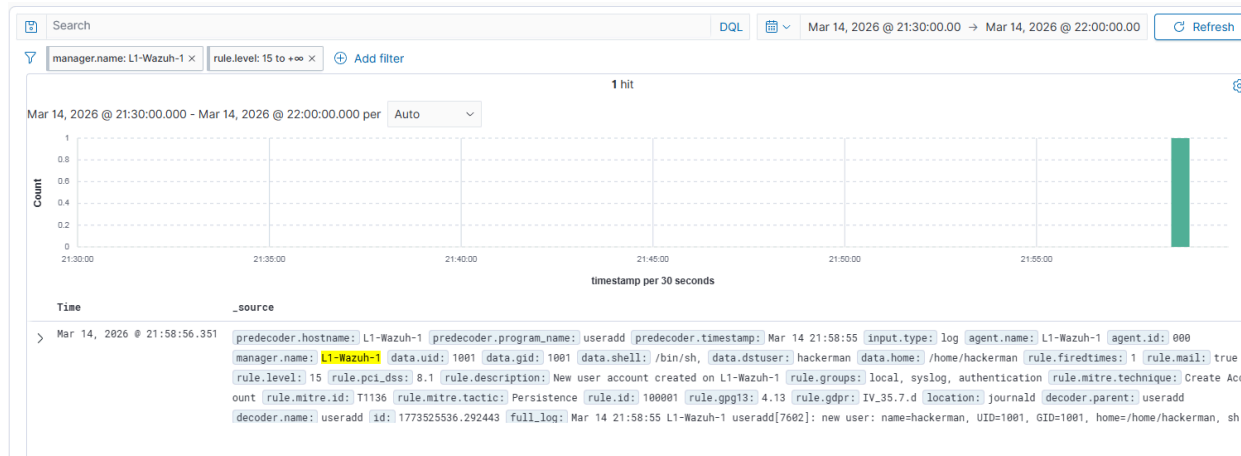 Search DQL Mar 14, 2026 @ 21:30:00.00 → Mar 14, 2026 @ 22:00:00.00 Refresh
manager.name: L1-Wazuh-1 × rule.level: 15 to +∞ × Add filter
1 hit
Mar 14, 2026 @ 21:30:00.000 - Mar 14, 2026 @ 22:00:00.000 per Auto
1
0.8
0.6
0.4
0.2
0
Count
21:30:00 21:35:00 21:40:00 21:45:00 21:50:00 21:55:00
timestamp per 30 seconds
Time _source
Mar 14, 2026 @ 21:58:56.351 predecoder.hostname: L1-Wazuh-1 predecoder.program_name: useradd predecoder.timestamp: Mar 14 21:58:55 input.type: log agent.name: L1-Wazuh-1 agent.id: 000
manager.name: L1-Wazuh-1 data.uid: 1001 data.gid: 1001 data.shell: /bin/sh, data.dstuser: hackerman data.home: /home/hackerman rule.firedtimes: 1 rule.mail: true
rule.level: 15 rule.pci_dss: 8.1 rule.description: New user account created on L1-Wazuh-1 rule.groups: local, syslog, authentication rule.mitre.technique: Create Acc
ount rule.mitre.id: T1136 rule.mitre.tactic: Persistence rule.id: 100001 rule.gpg13: 4.13 rule.gdpr: IV_35.7.d location: journald decoder.parent: useradd
decoder.name: useradd id: 1773525536.292443 full_log: Mar 14 21:58:55 L1-Wazuh-1 useradd[7602]: new user: name=hackerman, UID=1001, GID=1001, home=/home/hackerman, sh